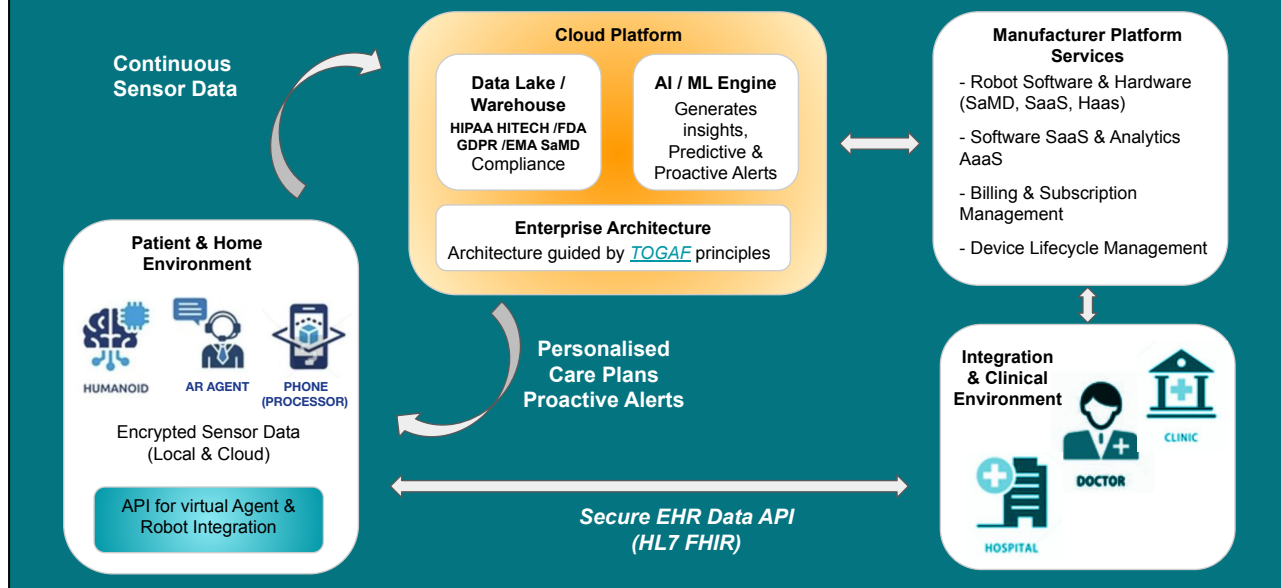 Continuous
Sensor Data
Cloud Platform
Data Lake /
Warehouse
HIPAA HITECH /FDA
GDPR /EMA SaMD
Compliance
AI / ML Engine
Generates
insights,
Predictive &
Proactive Alerts
Enterprise Architecture
Architecture guided by TOGAF principles
Manufacturer Platform
Services
- Robot Software & Hardware
(SaMD, SaaS, Haas)
- Software SaaS & Analytics
AaaS
- Billing & Subscription
Management
- Device Lifecycle Management
Patient & Home
Environment
HUMANOID
AR AGENT
PHONE
(PROCESSOR)
Encrypted Sensor Data
(Local & Cloud)
API for virtual Agent &
Robot Integration
Personalised
Care Plans
Proactive Alerts
Secure EHR Data API
(HL7 FHIR)
Integration
& Clinical
Environment
CLINIC
DOCTOR
HOSPITAL